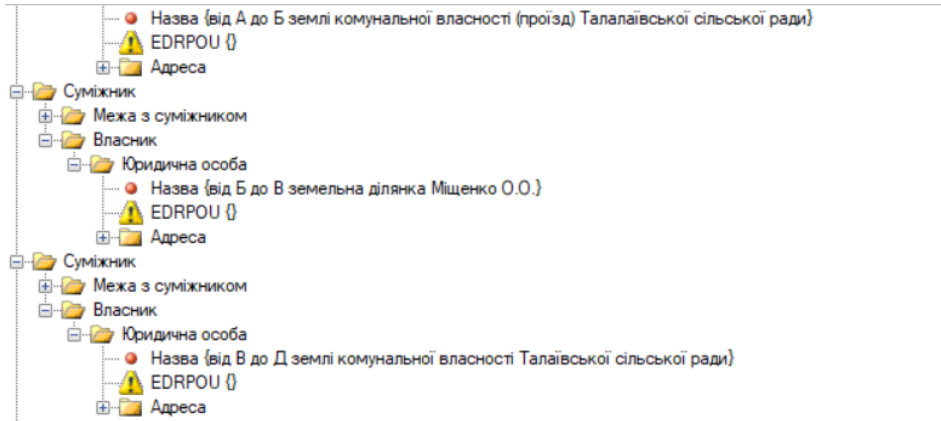 Назва {від А до Б землі комунальної власності (проїзд) Талалаївської сільської ради}
EDRPOU {}
Адреса
Суміжник
Межа з суміжником
Власник
Юридична особа
Назва {від Б до В земельна ділянка Міщенко О.О.}
EDRPOU {}
Адреса
Суміжник
Межа з суміжником
Власник
Юридична особа
Назва {від В до Д землі комунальної власності Талаївської сільської ради}
EDRPOU {}
Адреса